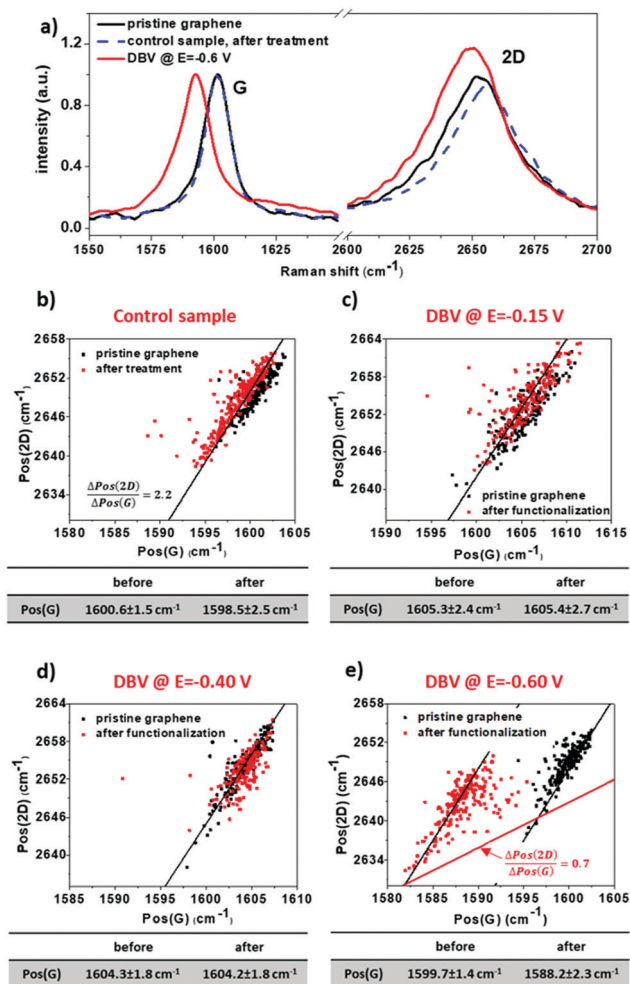 a)
pristine graphene
control sample, after treatment
DBV @ E=-0.6 V
G
2D
intensity (a.u.)
1.2
0.8
0.4
0.0
1550 1575 1600 1625 2600 2625 2650 2675 2700
Raman shift (cm-1)
b)
Control sample
pristine graphene
after treatment
Pos(2D) (cm-1)
2658
2652
2646
2640
2634
ΔPos(2D)
ΔPos(G) = 2.2
1580 1585 1590 1595 1600 1605
Pos(G) (cm-1)
before after
Pos(G) 1600.6±1.5 cm-1 1598.5±2.5 cm-1
c)
DBV @ E=-0.15 V
Pos(2D) (cm-1)
2664
2658
2652
2646
2640
pristine graphene
after functionalization
1590 1595 1600 1605 1610 1615
Pos(G) (cm-1)
before after
Pos(G) 1605.3±2.4 cm-1 1605.4±2.7 cm-1
d)
DBV @ E=-0.40 V
pristine graphene
after functionalization
Pos(2D) (cm-1)
2664
2658
2652
2646
2640
1585 1590 1595 1600 1605 1610
Pos(G) (cm-1)
before after
Pos(G) 1604.3±1.8 cm-1 1604.2±1.8 cm-1
e)
DBV @ E=-0.60 V
pristine graphene
after functionalization
Pos(2D) (cm-1)
2658
2652
2646
2640
2634
ΔPos(2D)
ΔPos(G) = 0.7
1580 1585 1590 1595 1600 1605
Pos(G) (cm-1)
before after
Pos(G) 1599.7±1.4 cm-1 1588.2±2.3 cm-1